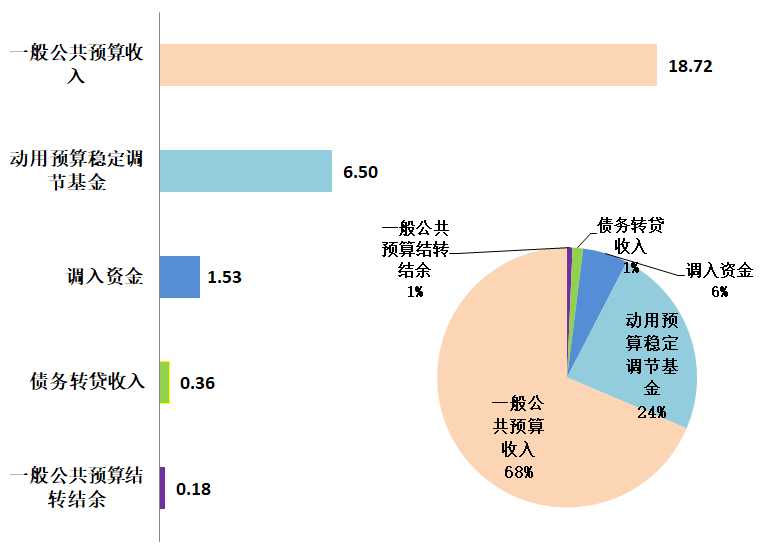 一般公共预算收
入
18.72
动用预算稳定调
节基金
6.50
调入资金
1.53
债务转贷收入
0.36
一般公共预算结
转结余
0.18
一般公共
预算结转
结余
1%
债务转贷
收入
1%
调入资金
6%
动用预
算稳定
调节基
金
24%
一般公
共预算
收入
68%